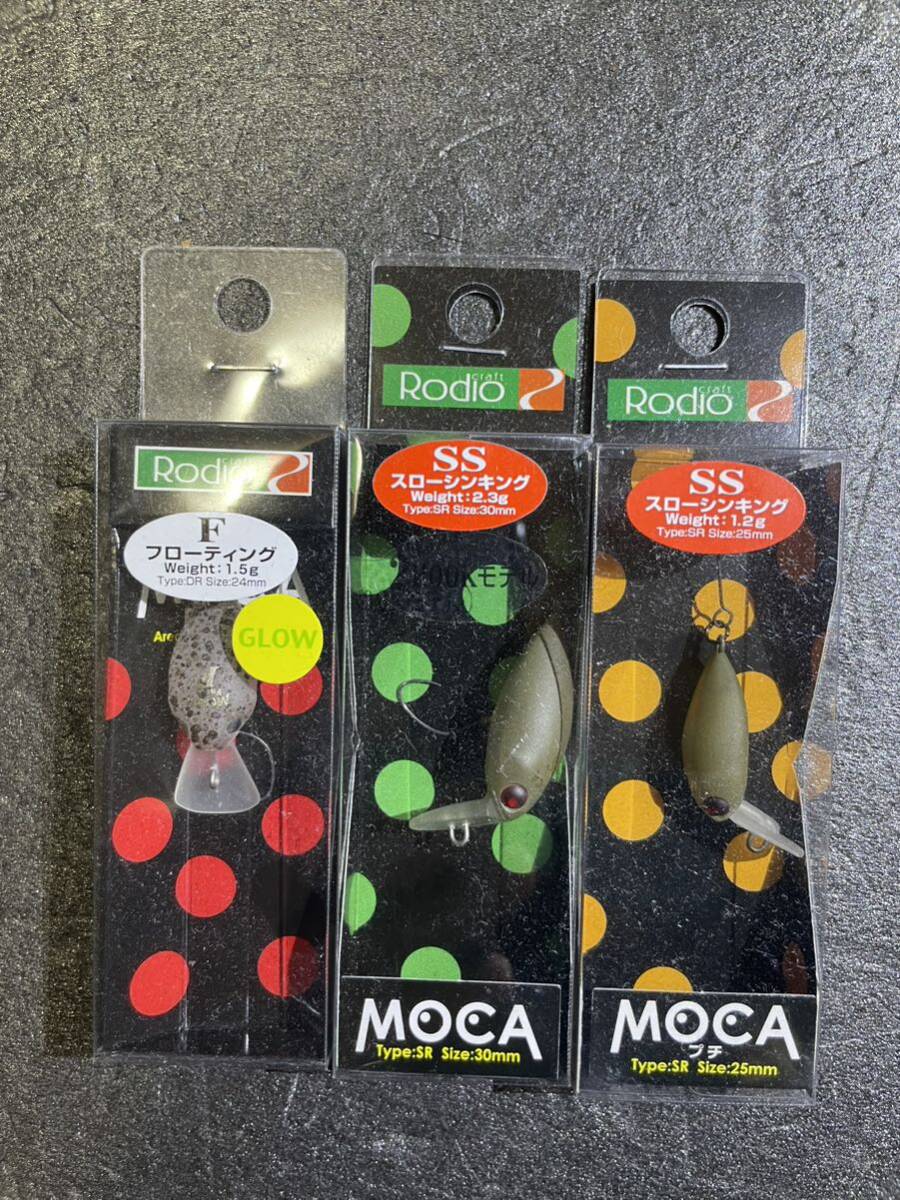 Rodio
F
フローティング
Weight:1.5g
Type:DR Size:24mm
GLOW
craft
Rodio
SS
スローシンキング
Weight:2.3g
Type:SR Size:30mm
MOCA
Type:SR Size:30mm
craft
Rodio
SS
スローシンキング
Weight:1.2g
Type:SR Size:25mm
MOCA
プチ
Type:SR Size:25mm